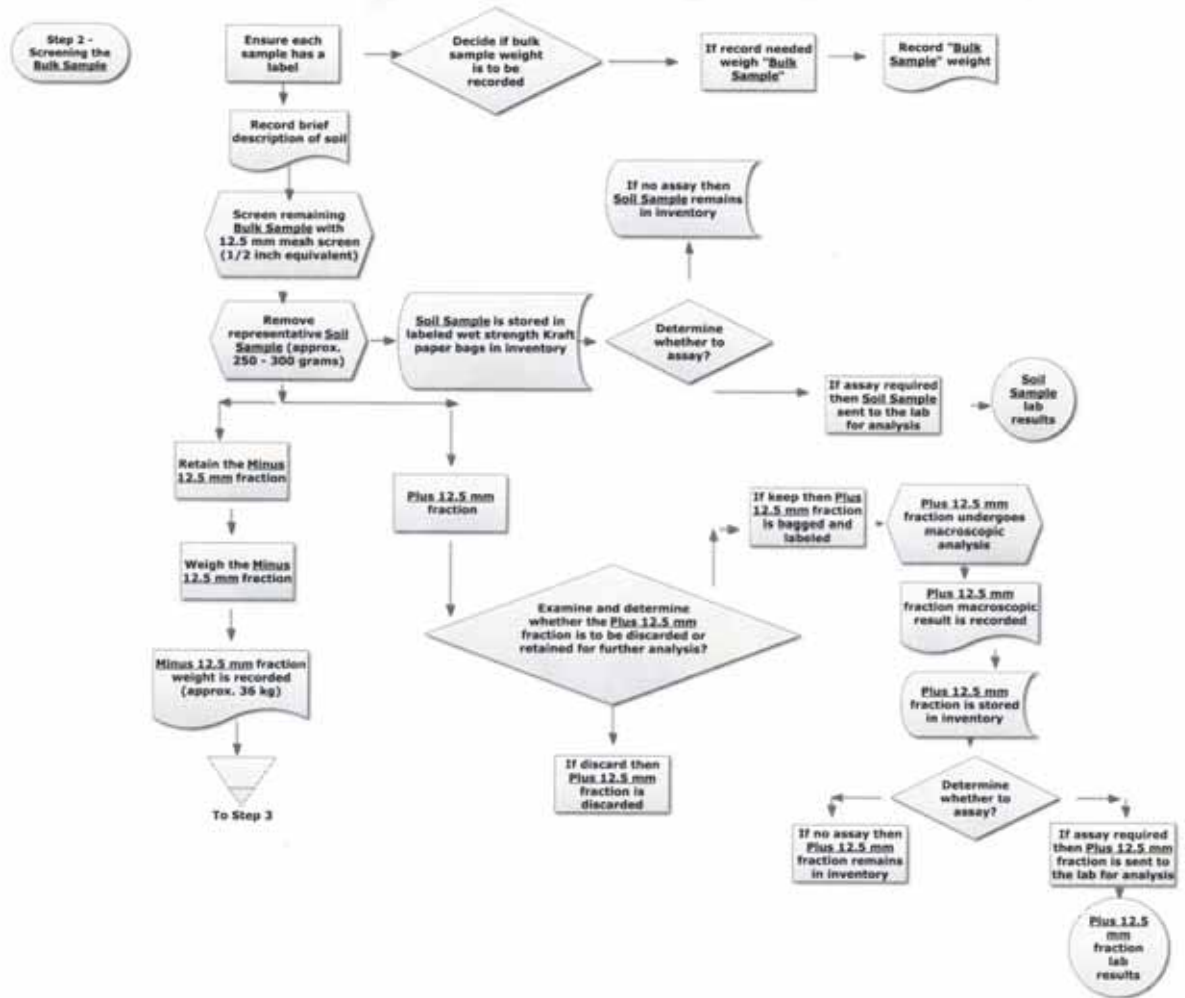 Step 2 -
Screening the
Bulk Sample
Ensure each
sample has a
label
Decide if bulk
sample weight
is to be
recorded
If record needed
weigh "Bulk
Sample"
Record "Bulk
Sample" weight
Record brief
description of soil
If no assay then
Soil Sample remains
in inventory
Screen remaining
Bulk Sample with
12.5 mm mesh screen
(1/2 inch equivalent)
Remove
representative Soil
Sample (approx.
250 - 300 grams)
Soil Sample is stored in
labeled wet strength Kraft
paper bags in inventory
Determine
whether to
assay?
If assay required
then Soil Sample
sent to the lab
for analysis
Soil
Sample
lab
results
Retain the Minus
12.5 mm fraction
Plus 12.5 mm
fraction
If keep then Plus
12.5 mm fraction
is bagged and
labeled
Plus 12.5 mm
fraction undergoes
macroscopic
analysis
Weigh the Minus
12.5 mm fraction
Examine and determine
whether the Plus 12.5 mm
fraction is to be discarded or
retained for further analysis?
Plus 12.5 mm
fraction macroscopic
result is recorded
Minus 12.5 mm fraction
weight is recorded
(approx. 36 kg)
Plus 12.5 mm
fraction is stored
in inventory
To Step 3
If discard then
Plus 12.5 mm
fraction is
discarded
Determine
whether to
assay?
If no assay then
Plus 12.5 mm
fraction remains
in inventory
If assay required
then Plus 12.5 mm
fraction is sent to
the lab for analysis
Plus 12.5
mm
fraction
lab
results